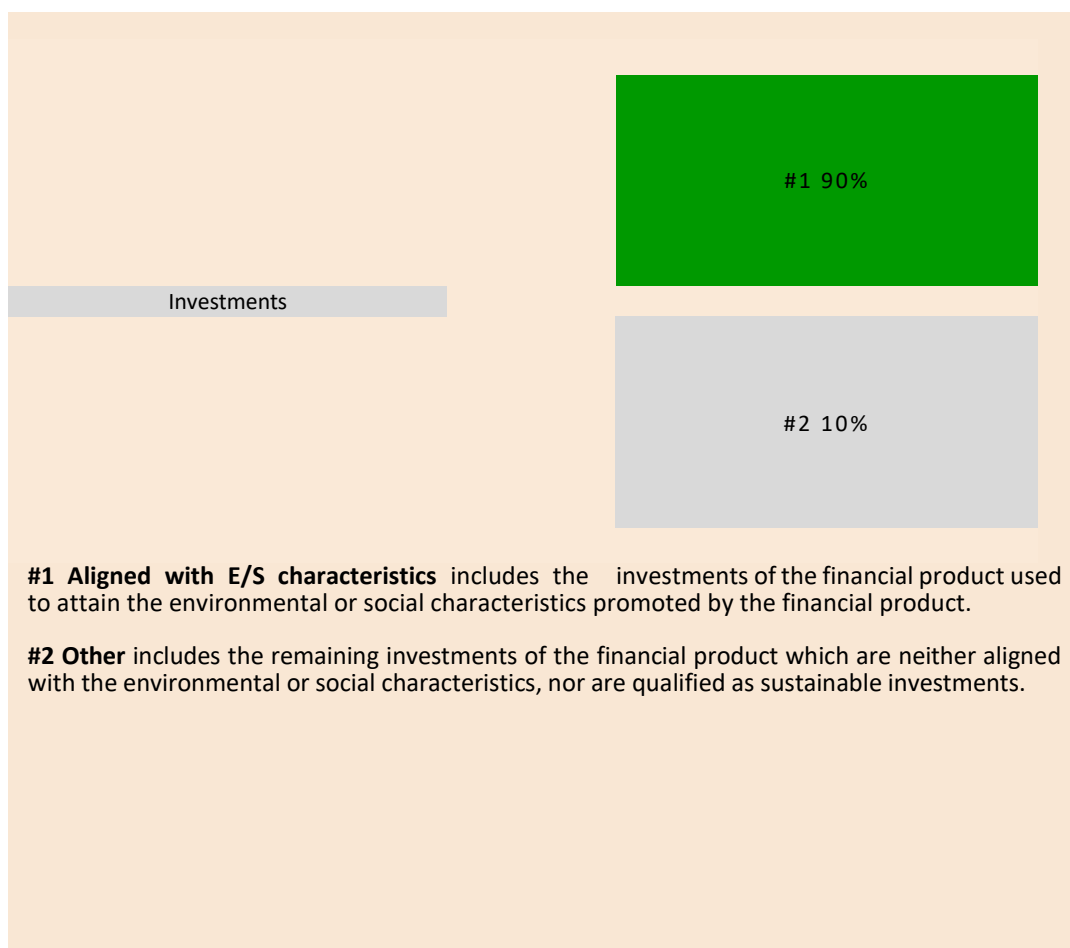 #1 90%
Investments
#2 10%
#1 Aligned with E/S characteristics includes the investments of the financial product used
to attain the environmental or social characteristics promoted by the financial product.
#2 Other includes the remaining investments of the financial product which are neither aligned
with the environmental or social characteristics, nor are qualified as sustainable investments.